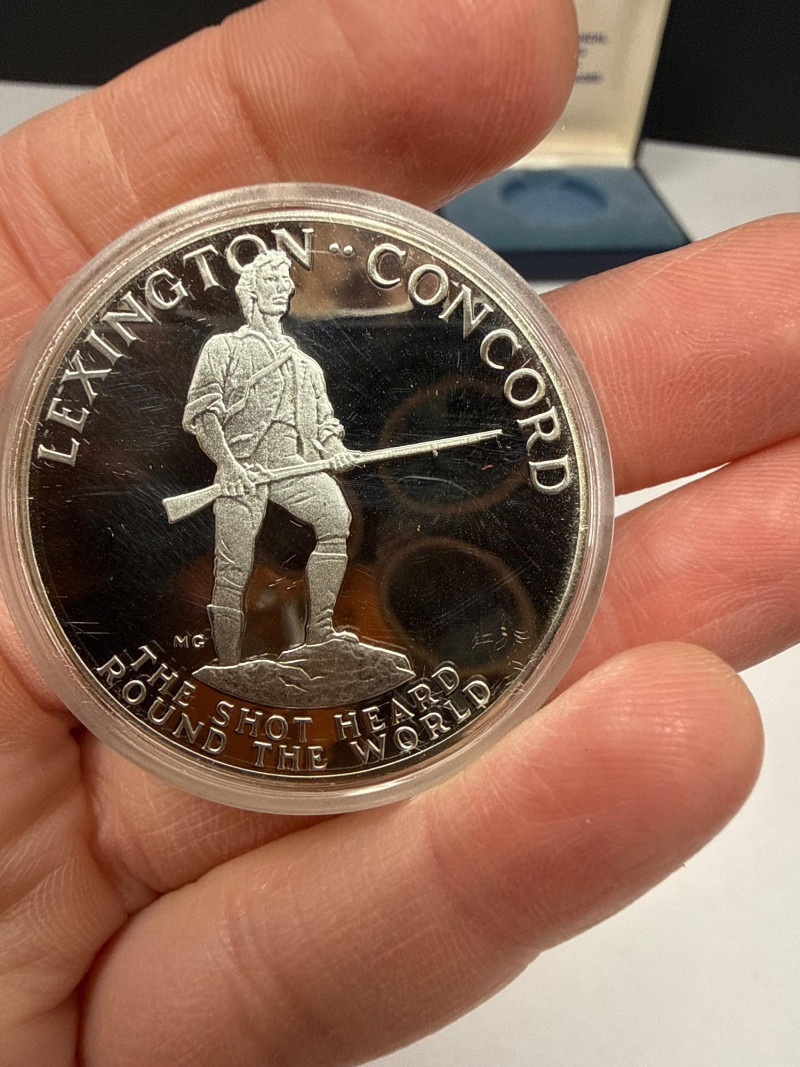 LEXINGTON •• CONCORD
MG
THE SHOT HEARD
ROUND THE WORLD